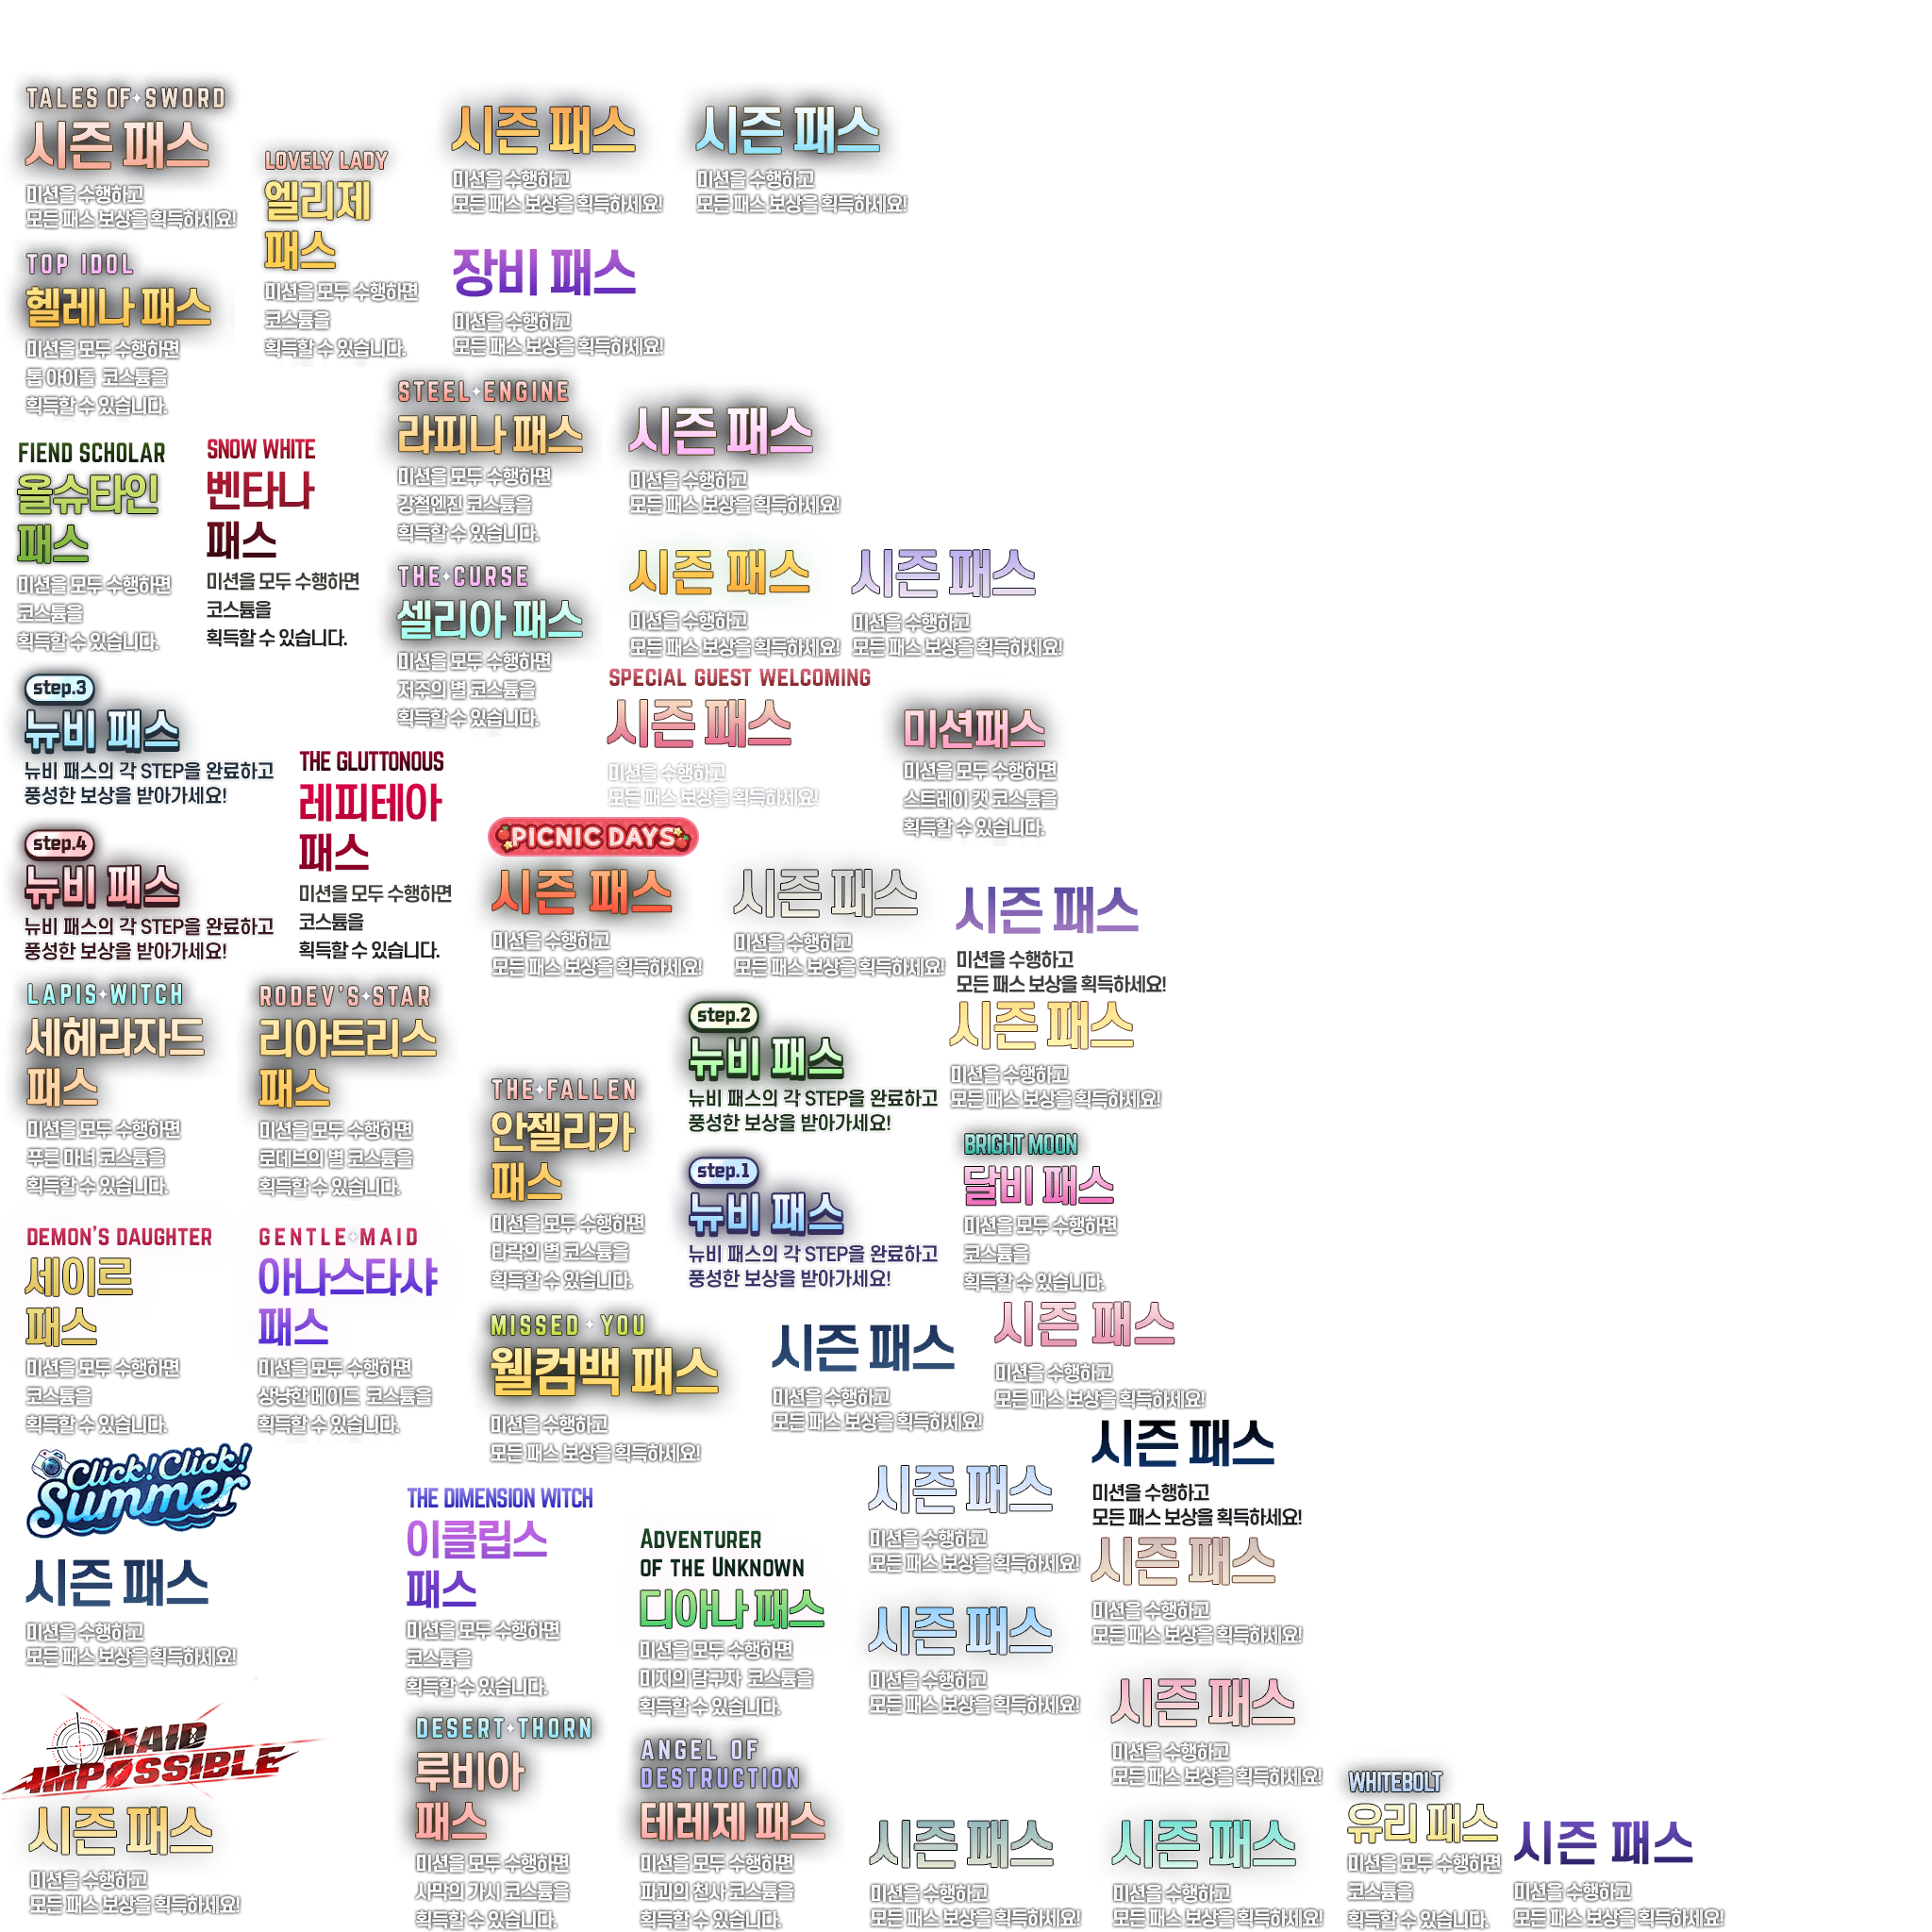 TALES OF SWORD
시즌 패스
미션을 수행하고
모든 패스 보상을 획득하세요!
LOVELY LADY
엘리제
패스
미션을 모두 수행하면
코스튬을
획득할 수 있습니다.
시즌 패스
미션을 수행하고
모든 패스 보상을 획득하세요!
시즌 패스
미션을 수행하고
모든 패스 보상을 획득하세요!
TOP IDOL
헬레나 패스
미션을 모두 수행하면
톱 아이돌 코스튬을
획득할 수 있습니다.
장비 패스
미션을 수행하고
모든 패스 보상을 획득하세요!
FIEND SCHOLAR
올슈타인
패스
미션을 모두 수행하면
코스튬을
획득할 수 있습니다.
SNOW WHITE
벤타나
패스
미션을 모두 수행하면
코스튬을
획득할 수 있습니다.
STEEL ENGINE
라피나 패스
미션을 모두 수행하면
강철엔진 코스튬을
획득할 수 있습니다.
시즌 패스
미션을 수행하고
모든 패스 보상을 획득하세요!
THE CURSE
셀리아 패스
미션을 모두 수행하면
저주의 별 코스튬을
획득할 수 있습니다.
시즌 패스
미션을 수행하고
모든 패스 보상을 획득하세요!
시즌 패스
미션을 수행하고
모든 패스 보상을 획득하세요!
step.3
뉴비 패스
뉴비 패스의 각 STEP을 완료하고
풍성한 보상을 받아가세요!
THE GLUTTONOUS
레피테아
패스
미션을 모두 수행하면
코스튬을
획득할 수 있습니다.
SPECIAL GUEST WELCOMING
시즌 패스
미션을 수행하고
모든 패스 보상을 획득하세요!
미션패스
미션을 모두 수행하면
스트레이 캣 코스튬을
획득할 수 있습니다.
step.4
뉴비 패스
뉴비 패스의 각 STEP을 완료하고
풍성한 보상을 받아가세요!
PICNIC DAYS
시즌 패스
미션을 수행하고
모든 패스 보상을 획득하세요!
시즌 패스
미션을 수행하고
모든 패스 보상을 획득하세요!
시즌 패스
미션을 수행하고
모든 패스 보상을 획득하세요!
LAPIS WITCH
세헤라자드
패스
미션을 모두 수행하면
푸른 마녀 코스튬을
획득할 수 있습니다.
RODEV'S STAR
리아트리스
패스
미션을 모두 수행하면
로데브의 별 코스튬을
획득할 수 있습니다.
THE FALLEN
안젤리카
패스
미션을 모두 수행하면
타락의 별 코스튬을
획득할 수 있습니다.
step.2
뉴비 패스
뉴비 패스의 각 STEP을 완료하고
풍성한 보상을 받아가세요!
시즌 패스
미션을 수행하고
모든 패스 보상을 획득하세요!
step.1
뉴비 패스
뉴비 패스의 각 STEP을 완료하고
풍성한 보상을 받아가세요!
BRIGHT MOON
달비 패스
미션을 모두 수행하면
코스튬을
획득할 수 있습니다.
DEMON'S DAUGHTER
세이르
패스
미션을 모두 수행하면
코스튬을
획득할 수 있습니다.
GENTLE MAID
아나스타샤
패스
미션을 모두 수행하면
상냥한 메이드 코스튬을
획득할 수 있습니다.
MISSED YOU
웰컴백 패스
미션을 수행하고
모든 패스 보상을 획득하세요!
시즌 패스
미션을 수행하고
모든 패스 보상을 획득하세요!
시즌 패스
미션을 수행하고
모든 패스 보상을 획득하세요!
Click! Click!
Summer
시즌 패스
미션을 수행하고
모든 패스 보상을 획득하세요!
THE DIMENSION WITCH
이클립스
패스
미션을 모두 수행하면
코스튬을
획득할 수 있습니다.
ADVENTURER
OF THE UNKNOWN
디아나 패스
미션을 모두 수행하면
미지의 탐구자 코스튬을
획득할 수 있습니다.
시즌 패스
미션을 수행하고
모든 패스 보상을 획득하세요!
시즌 패스
미션을 수행하고
모든 패스 보상을 획득하세요!
시즌 패스
미션을 수행하고
모든 패스 보상을 획득하세요!
시즌 패스
미션을 수행하고
모든 패스 보상을 획득하세요!
MAID
IMPOSSIBLE
시즌 패스
미션을 수행하고
모든 패스 보상을 획득하세요!
DESERT THORN
루비아
패스
미션을 모두 수행하면
사막의 가시 코스튬을
획득할 수 있습니다.
ANGEL OF
DESTRUCTION
테레제 패스
미션을 모두 수행하면
파괴의 천사 코스튬을
획득할 수 있습니다.
시즌 패스
미션을 수행하고
모든 패스 보상을 획득하세요!
시즌 패스
미션을 수행하고
모든 패스 보상을 획득하세요!
시즌 패스
미션을 수행하고
모든 패스 보상을 획득하세요!
WHITEBOLT
유리 패스
미션을 모두 수행하면
코스튬을
획득할 수 있습니다.
시즌 패스
미션을 수행하고
모든 패스 보상을 획득하세요!